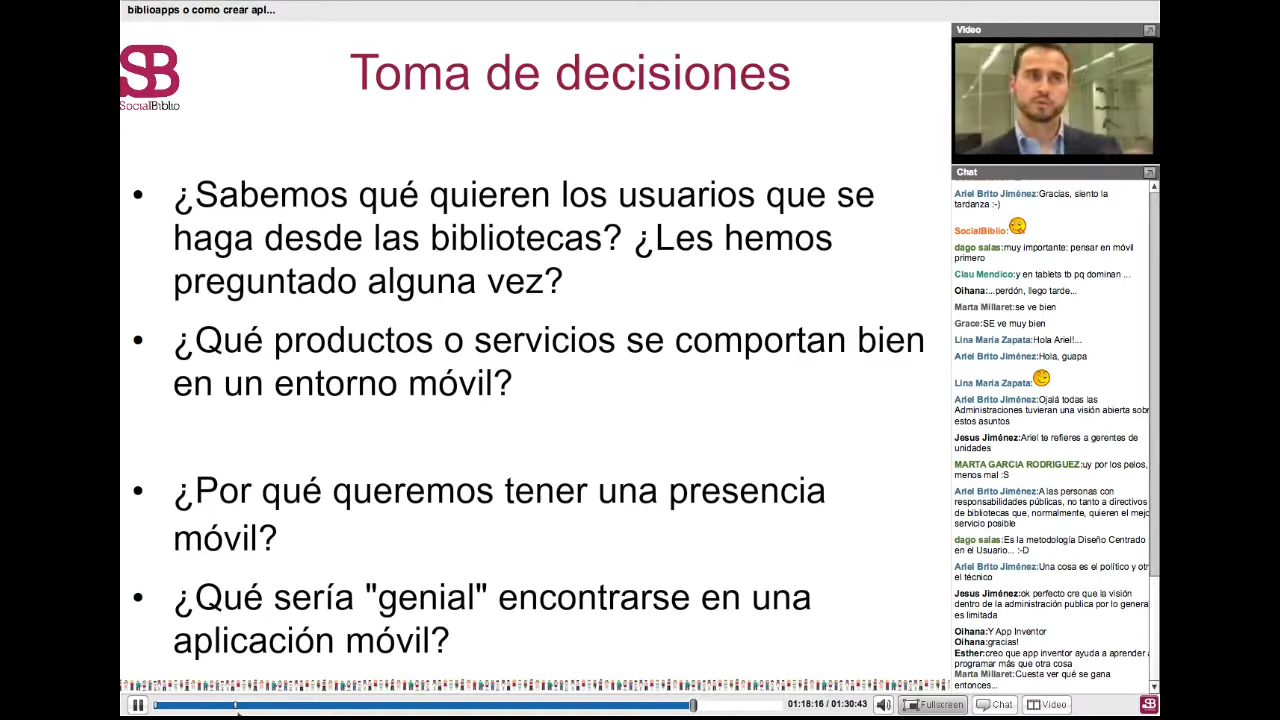 biblioapps o como crear apl...
SB
SocialBiblio
Toma de decisiones
• ¿Sabemos qué quieren los usuarios que se
haga desde las bibliotecas? ¿Les hemos
preguntado alguna vez?
• ¿Qué productos o servicios se comportan bien
en un entorno móvil?
• ¿Por qué queremos tener una presencia
móvil?
• ¿Qué sería "genial" encontrarse en una
aplicación móvil?
Video
Chat
Ariel Brito Jiménez:Gracias, siento la
tardanza :-)
SocialBiblio:
dago salas:muy importante: pensar en móvil
primero
Clau Mendico:y en tablets tb pq dominan ...
Oihana:...perdón, llego tarde...
Marta Millaret:se ve bien
Grace:SE ve muy bien
Lina Maria Zapata:Hola Ariel!...
Ariel Brito Jiménez:Hola, guapa
Lina Maria Zapata:
Ariel Brito Jiménez:Ojalá todas las
Administraciones tuvieran una visión abierta sobr
estos asuntos
Jesus Jiménez:Ariel te refieres a gerentes de
unidades
MARTA GARCIA RODRIGUEZ:uy por los pelos,
menos mal :S
Ariel Brito Jiménez:A las personas con
responsabilidades públicas, no tanto a directivos
de bibliotecas que, normalmente, quieren el mejo
servicio posible
dago salas:Es la metodología Diseño Centrado
en el Usuario... :-D
Ariel Brito Jiménez:Una cosa es el político y otr
el técnico
Jesus Jiménez:ok perfecto cre que la visión
dentro de la administración publica por lo genera
es limitada
Oihana:Y App Inventor
Oihana:gracias!
Esther:creo que app inventor ayuda a aprender a
programar más que otra cosa
Marta Millaret:Cuesta ver qué se gana
entonces...
01:18:16 / 01:30:43
Fullscreen
Chat
Video
SB